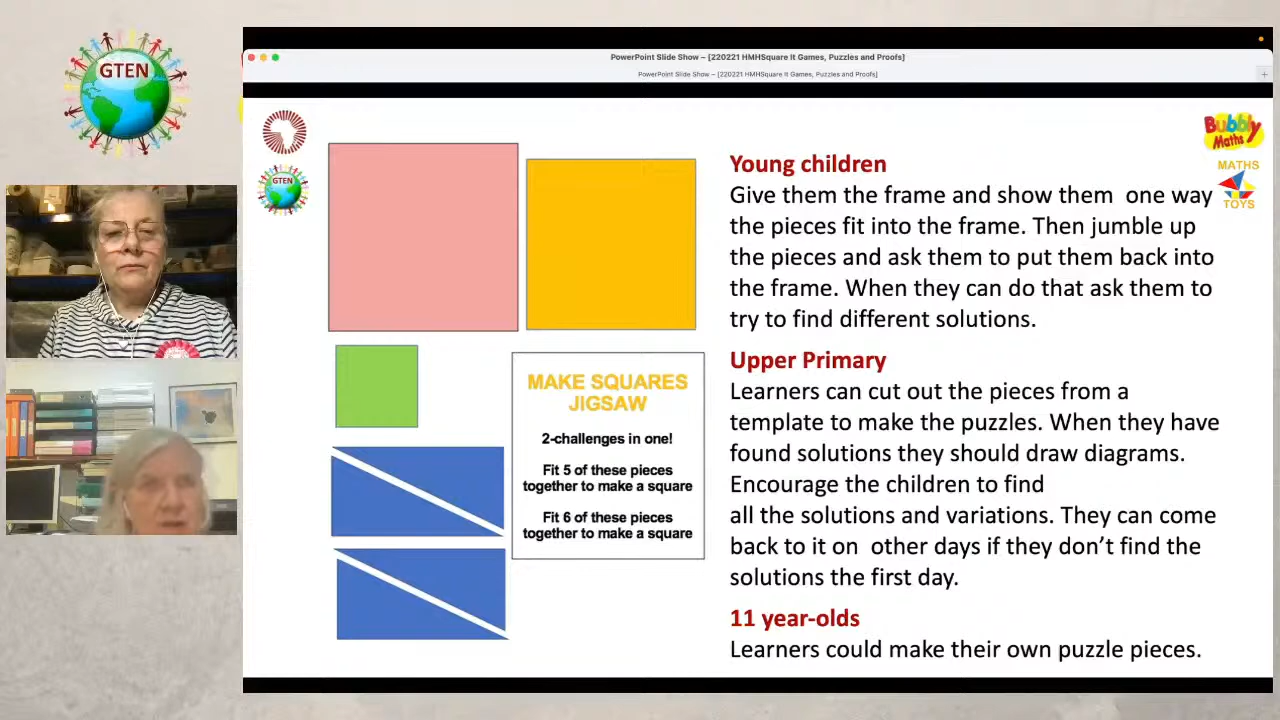 GTEN
PowerPoint Slide Show – [220221 HMHSquare It Games, Puzzles and Proofs]
PowerPoint Slide Show – [220221 HMHSquare It Games, Puzzles and Proofs]
GTEN
Bubbly
Maths
MATHS
TOYS
MAKE SQUARES
JIGSAW
2-challenges in one!
Fit 5 of these pieces
together to make a square
Fit 6 of these pieces
together to make a square
Young children
Give them the frame and show them  one way
the pieces fit into the frame. Then jumble up
the pieces and ask them to put them back into
the frame. When they can do that ask them to
try to find different solutions.
Upper Primary
Learners can cut out the pieces from a
template to make the puzzles. When they have
found solutions they should draw diagrams.
Encourage the children to find
all the solutions and variations. They can come
back to it on  other days if they don’t find the
solutions the first day.
11 year-olds
Learners could make their own puzzle pieces.